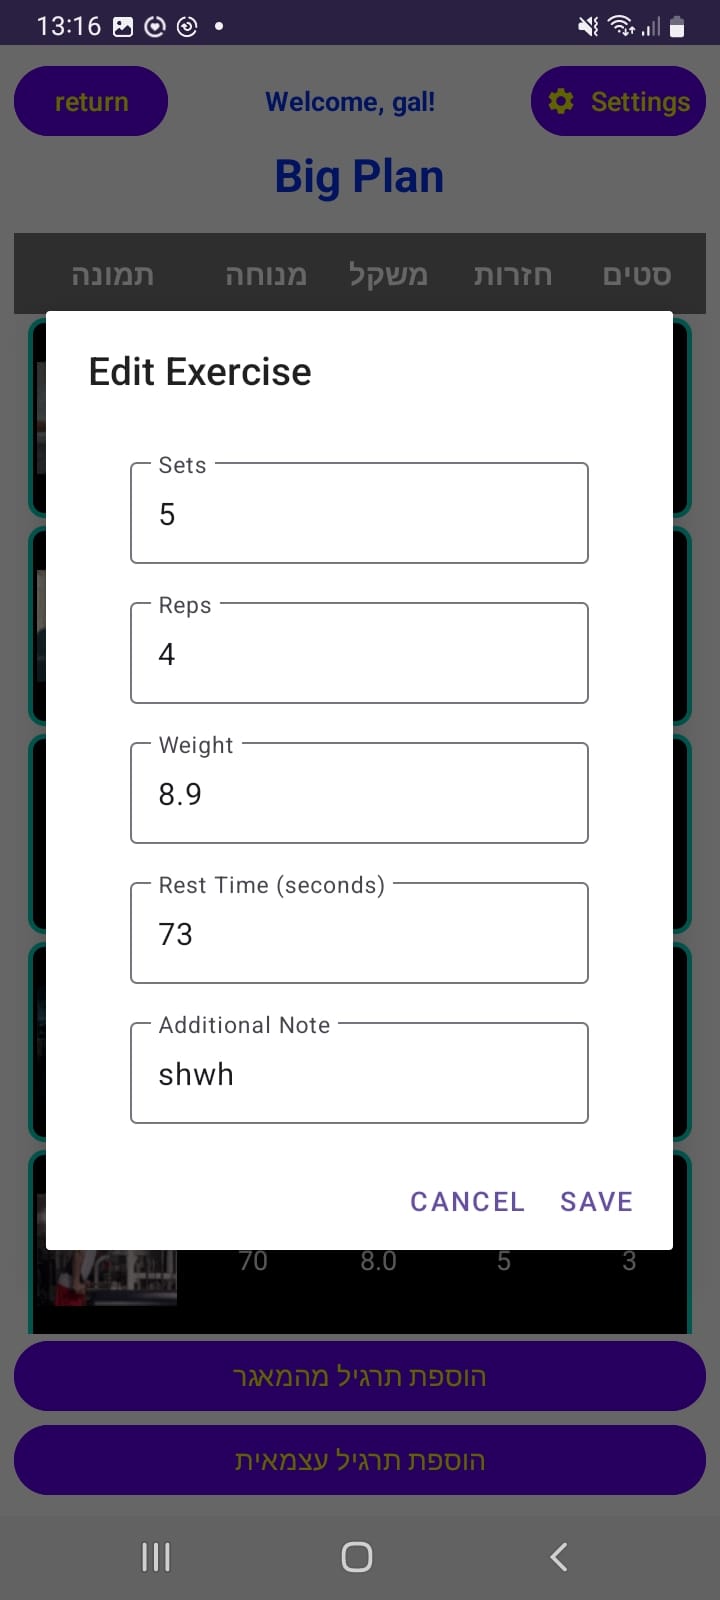 13:16
return
Welcome, gal!
Settings
Big Plan
סטים חזרות משקל מנוחה תמונה
Edit Exercise
Sets
5
Reps
4
Weight
8.9
Rest Time (seconds)
73
Additional Note
shwh
CANCEL SAVE
70 8.0 5 3
הוספת תרגיל מהמאגר
הוספת תרגיל עצמאית